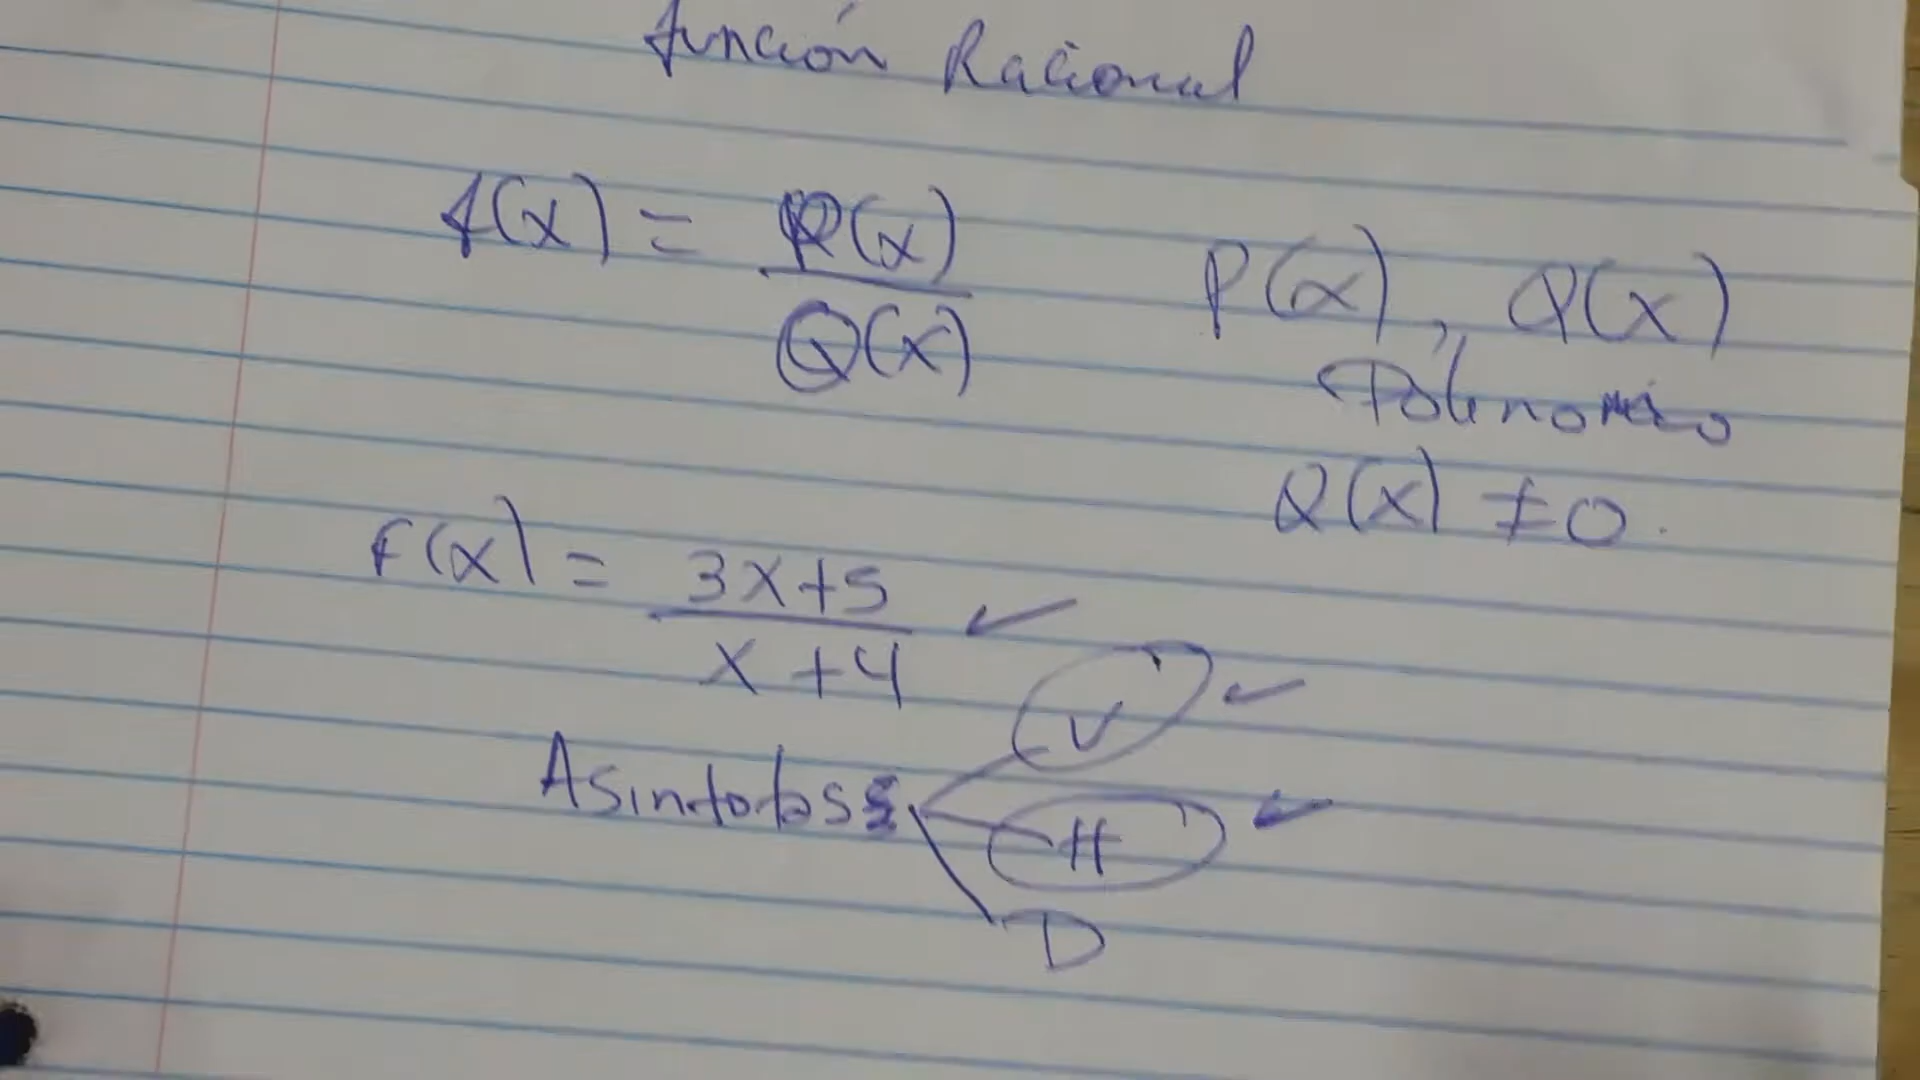 función Racional
f(x) = P(x) / Q(x)
P(x), Q(x)
Polinomio
Q(x) ≠ 0.
F(x) = 3x+5 / x+4 ✓
V ✓
Asintotas
H ✓
D